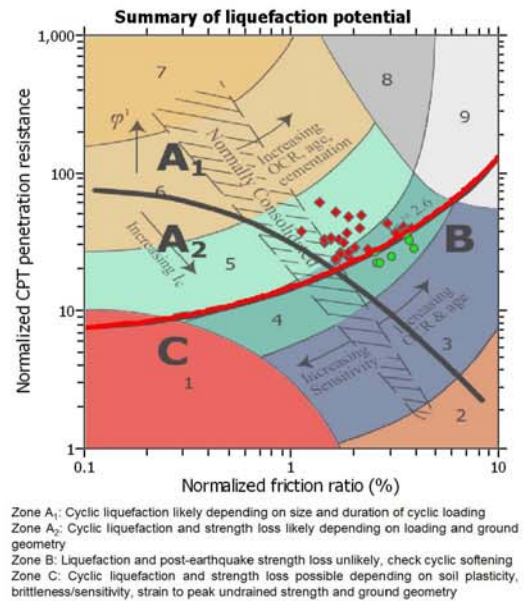 Summary of liquefaction potential
1,000
100
10
1
Normalized CPT penetration resistance
7
8
9
φ'
A1
6
A2
5
B
4
C
3
1
2
Increasing
OCR, age,
cementation
Normally Consolidated
Increasing Ic
= 2.6
Increasing
OCR & age
Increasing
Sensitivity
0.1
1
10
Normalized friction ratio (%)
Zone A1: Cyclic liquefaction likely depending on size and duration of cyclic loading
Zone A2: Cyclic liquefaction and strength loss likely depending on loading and ground
geometry
Zone B: Liquefaction and post-earthquake strength loss unlikely, check cyclic softening
Zone C: Cyclic liquefaction and strength loss possible depending on soil plasticity,
brittleness/sensitivity, strain to peak undrained strength and ground geometry